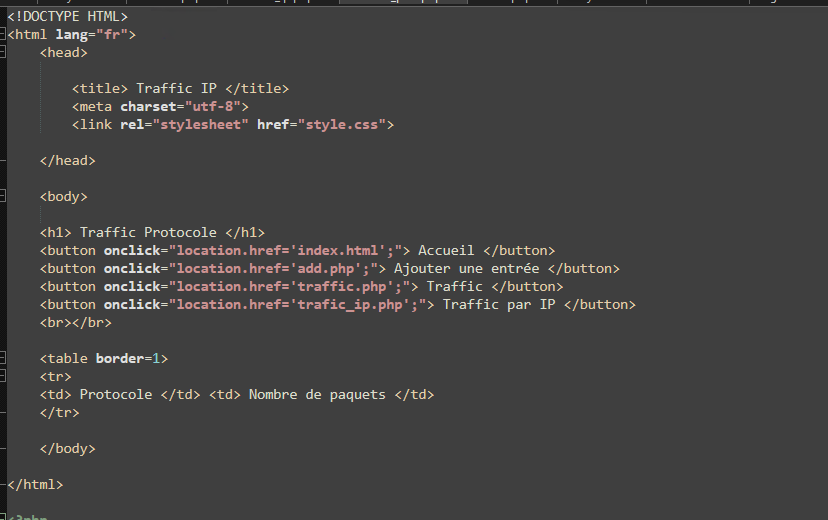 <!DOCTYPE HTML>
<html lang="fr">
<head>
<title> Traffic IP </title>
<meta charset="utf-8">
<link rel="stylesheet" href="style.css">
</head>
<body>
<h1> Traffic Protocole </h1>
<button onclick="location.href='index.html';"> Accueil </button>
<button onclick="location.href='add.php';"> Ajouter une entrée </button>
<button onclick="location.href='traffic.php';"> Traffic </button>
<button onclick="location.href='trafic_ip.php';"> Traffic par IP </button>
<br></br>
<table border=1>
<tr>
<td> Protocole </td> <td> Nombre de paquets </td>
</tr>
</body>
</html>